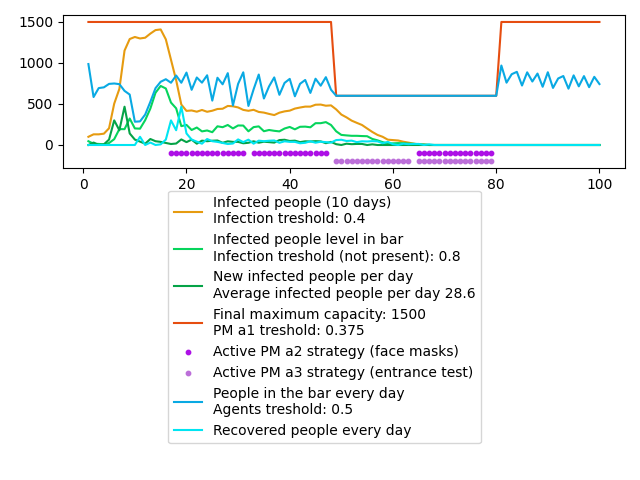 1500
1000
500
0
0 20 40 60 80 100
Infected people (10 days)
Infection treshold: 0.4
Infected people level in bar
Infection treshold (not present): 0.8
New infected people per day
Average infected people per day 28.6
Final maximum capacity: 1500
PM a1 treshold: 0.375
Active PM a2 strategy (face masks)
Active PM a3 strategy (entrance test)
People in the bar every day
Agents treshold: 0.5
Recovered people every day